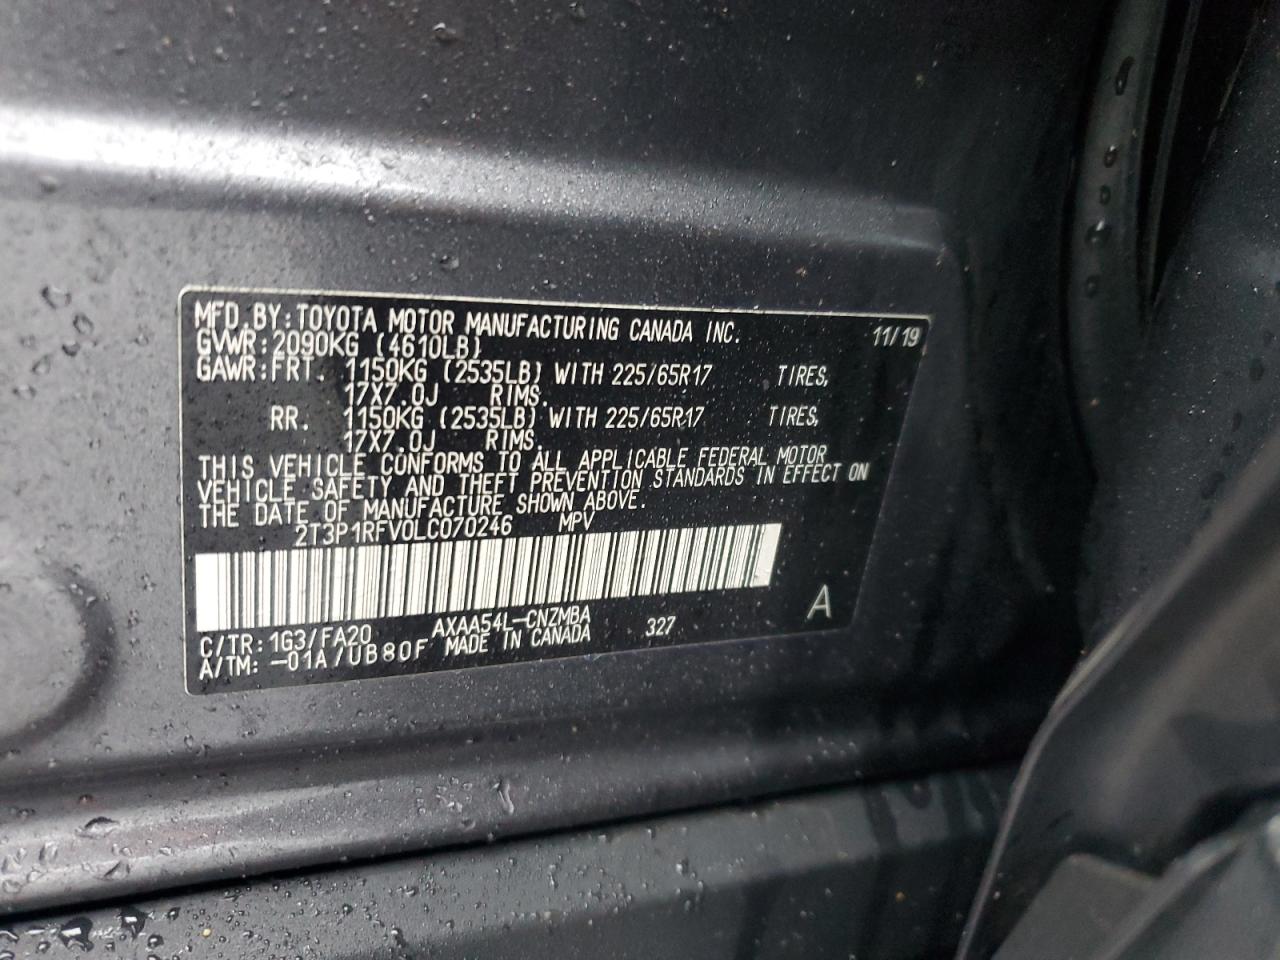 MFD.BY:TOYOTA MOTOR MANUFACTURING CANADA INC. 11/19
GVWR:2090KG (4610LB)
GAWR:FRT. 1150KG (2535LB) WITH 225/65R17 TIRES,
17X7.0J RIMS.
RR. 1150KG (2535LB) WITH 225/65R17 TIRES,
17X7.0J RIMS.
THIS VEHICLE CONFORMS TO ALL APPLICABLE FEDERAL MOTOR
VEHICLE SAFETY AND THEFT PREVENTION STANDARDS IN EFFECT ON
THE DATE OF MANUFACTURE SHOWN ABOVE.
2T3P1RFV0LC070246 MPV
C/TR:1G3/FA20 AXAA54L-CNZMBA 327 A
A/TM:-01A/UB80F MADE IN CANADA